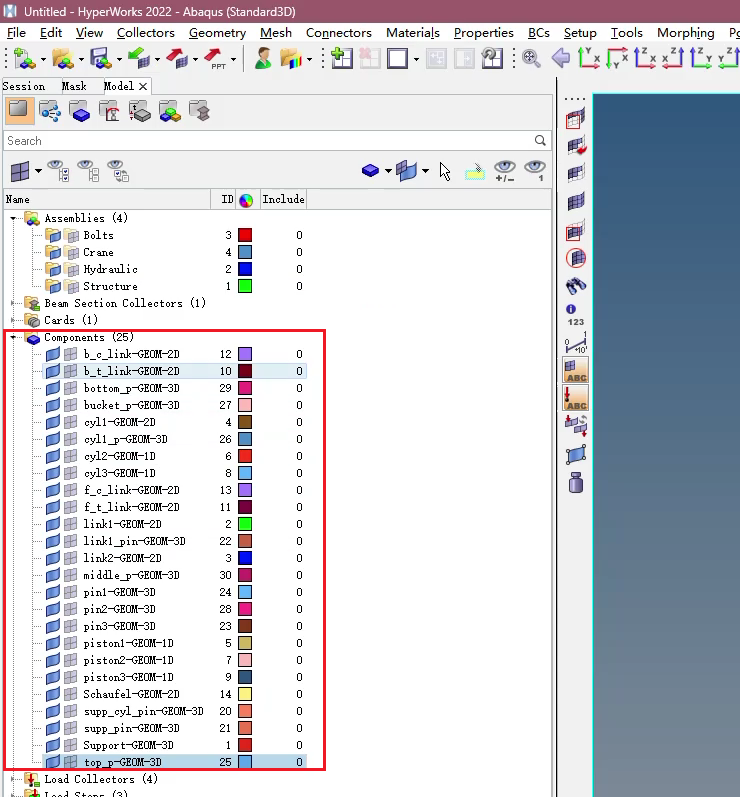 Untitled - HyperWorks 2022 - Abaqus (Standard3D)
File Edit View Collectors Geometry Mesh Connectors Materials Properties BCs Setup Tools Morphing
PPT
Session Mask Model
Search
+/- 1
Name ID Include
Assemblies (4)
Bolts 3 0
Crane 4 0
Hydraulic 2 0
Structure 1 0
Beam Section Collectors (1)
Cards (1)
Components (25)
b_c_link-GEOM-2D 12 0
b_t_link-GEOM-2D 10 0
bottom_p-GEOM-3D 29 0
bucket_p-GEOM-3D 27 0
cyl1-GEOM-2D 4 0
cyl1_p-GEOM-3D 26 0
cyl2-GEOM-1D 6 0
cyl3-GEOM-1D 8 0
f_c_link-GEOM-2D 13 0
f_t_link-GEOM-2D 11 0
link1-GEOM-2D 2 0
link1_pin-GEOM-3D 22 0
link2-GEOM-2D 3 0
middle_p-GEOM-3D 30 0
pin1-GEOM-3D 24 0
pin2-GEOM-3D 28 0
pin3-GEOM-3D 23 0
piston1-GEOM-1D 5 0
piston2-GEOM-1D 7 0
piston3-GEOM-1D 9 0
Schaufel-GEOM-2D 14 0
supp_cyl_pin-GEOM-3D 20 0
supp_pin-GEOM-3D 21 0
Support-GEOM-3D 1 0
top_p-GEOM-3D 25 0
Load Collectors (4)
Load Steps (3)
123
ABC
ABC